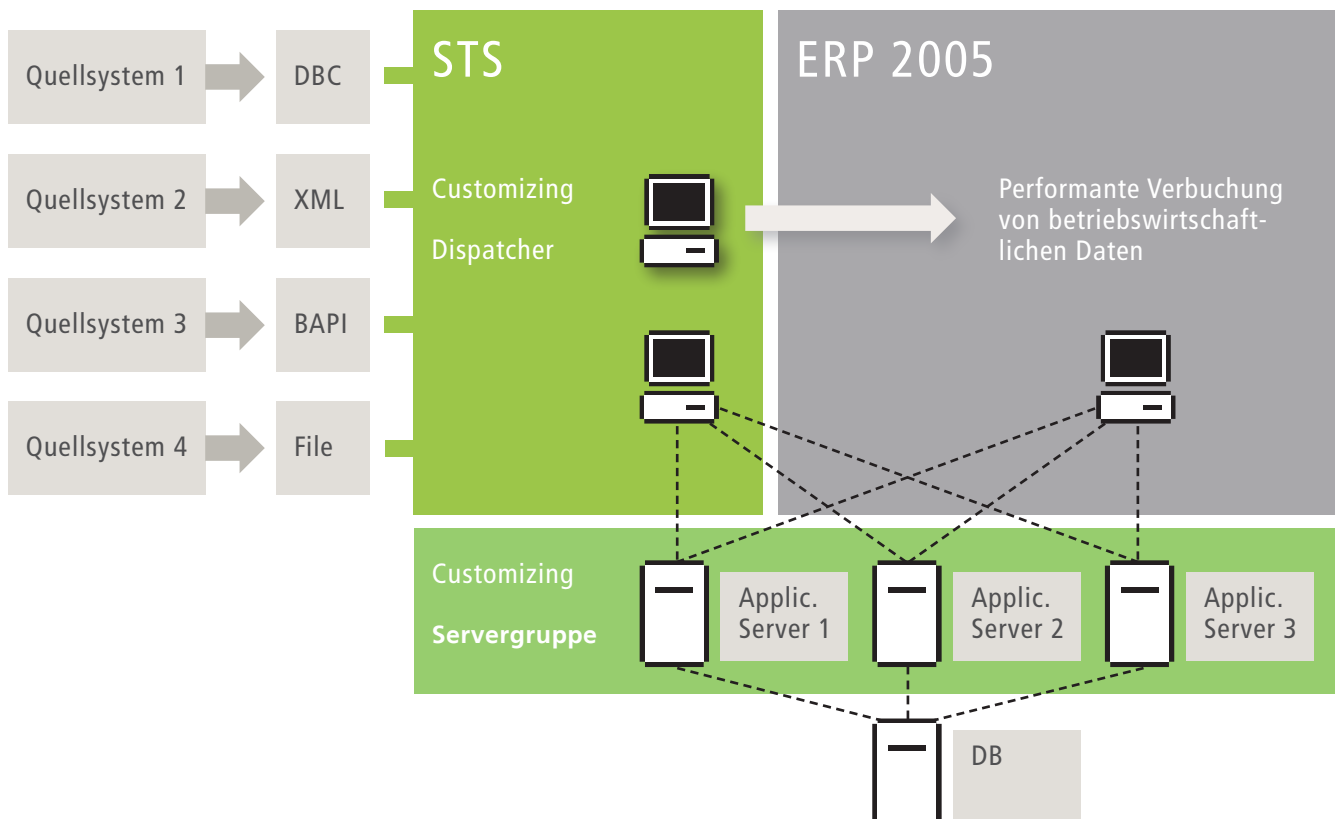 STS
ERP 2005
Quellsystem 1
DBC
Quellsystem 2
XML
Customizing
Dispatcher
Performante Verbuchung
von betriebswirtschaft-
lichen Daten
Quellsystem 3
BAPI
Quellsystem 4
File
Customizing
Servergruppe
Applic.
Server 1
Applic.
Server 2
Applic.
Server 3
DB